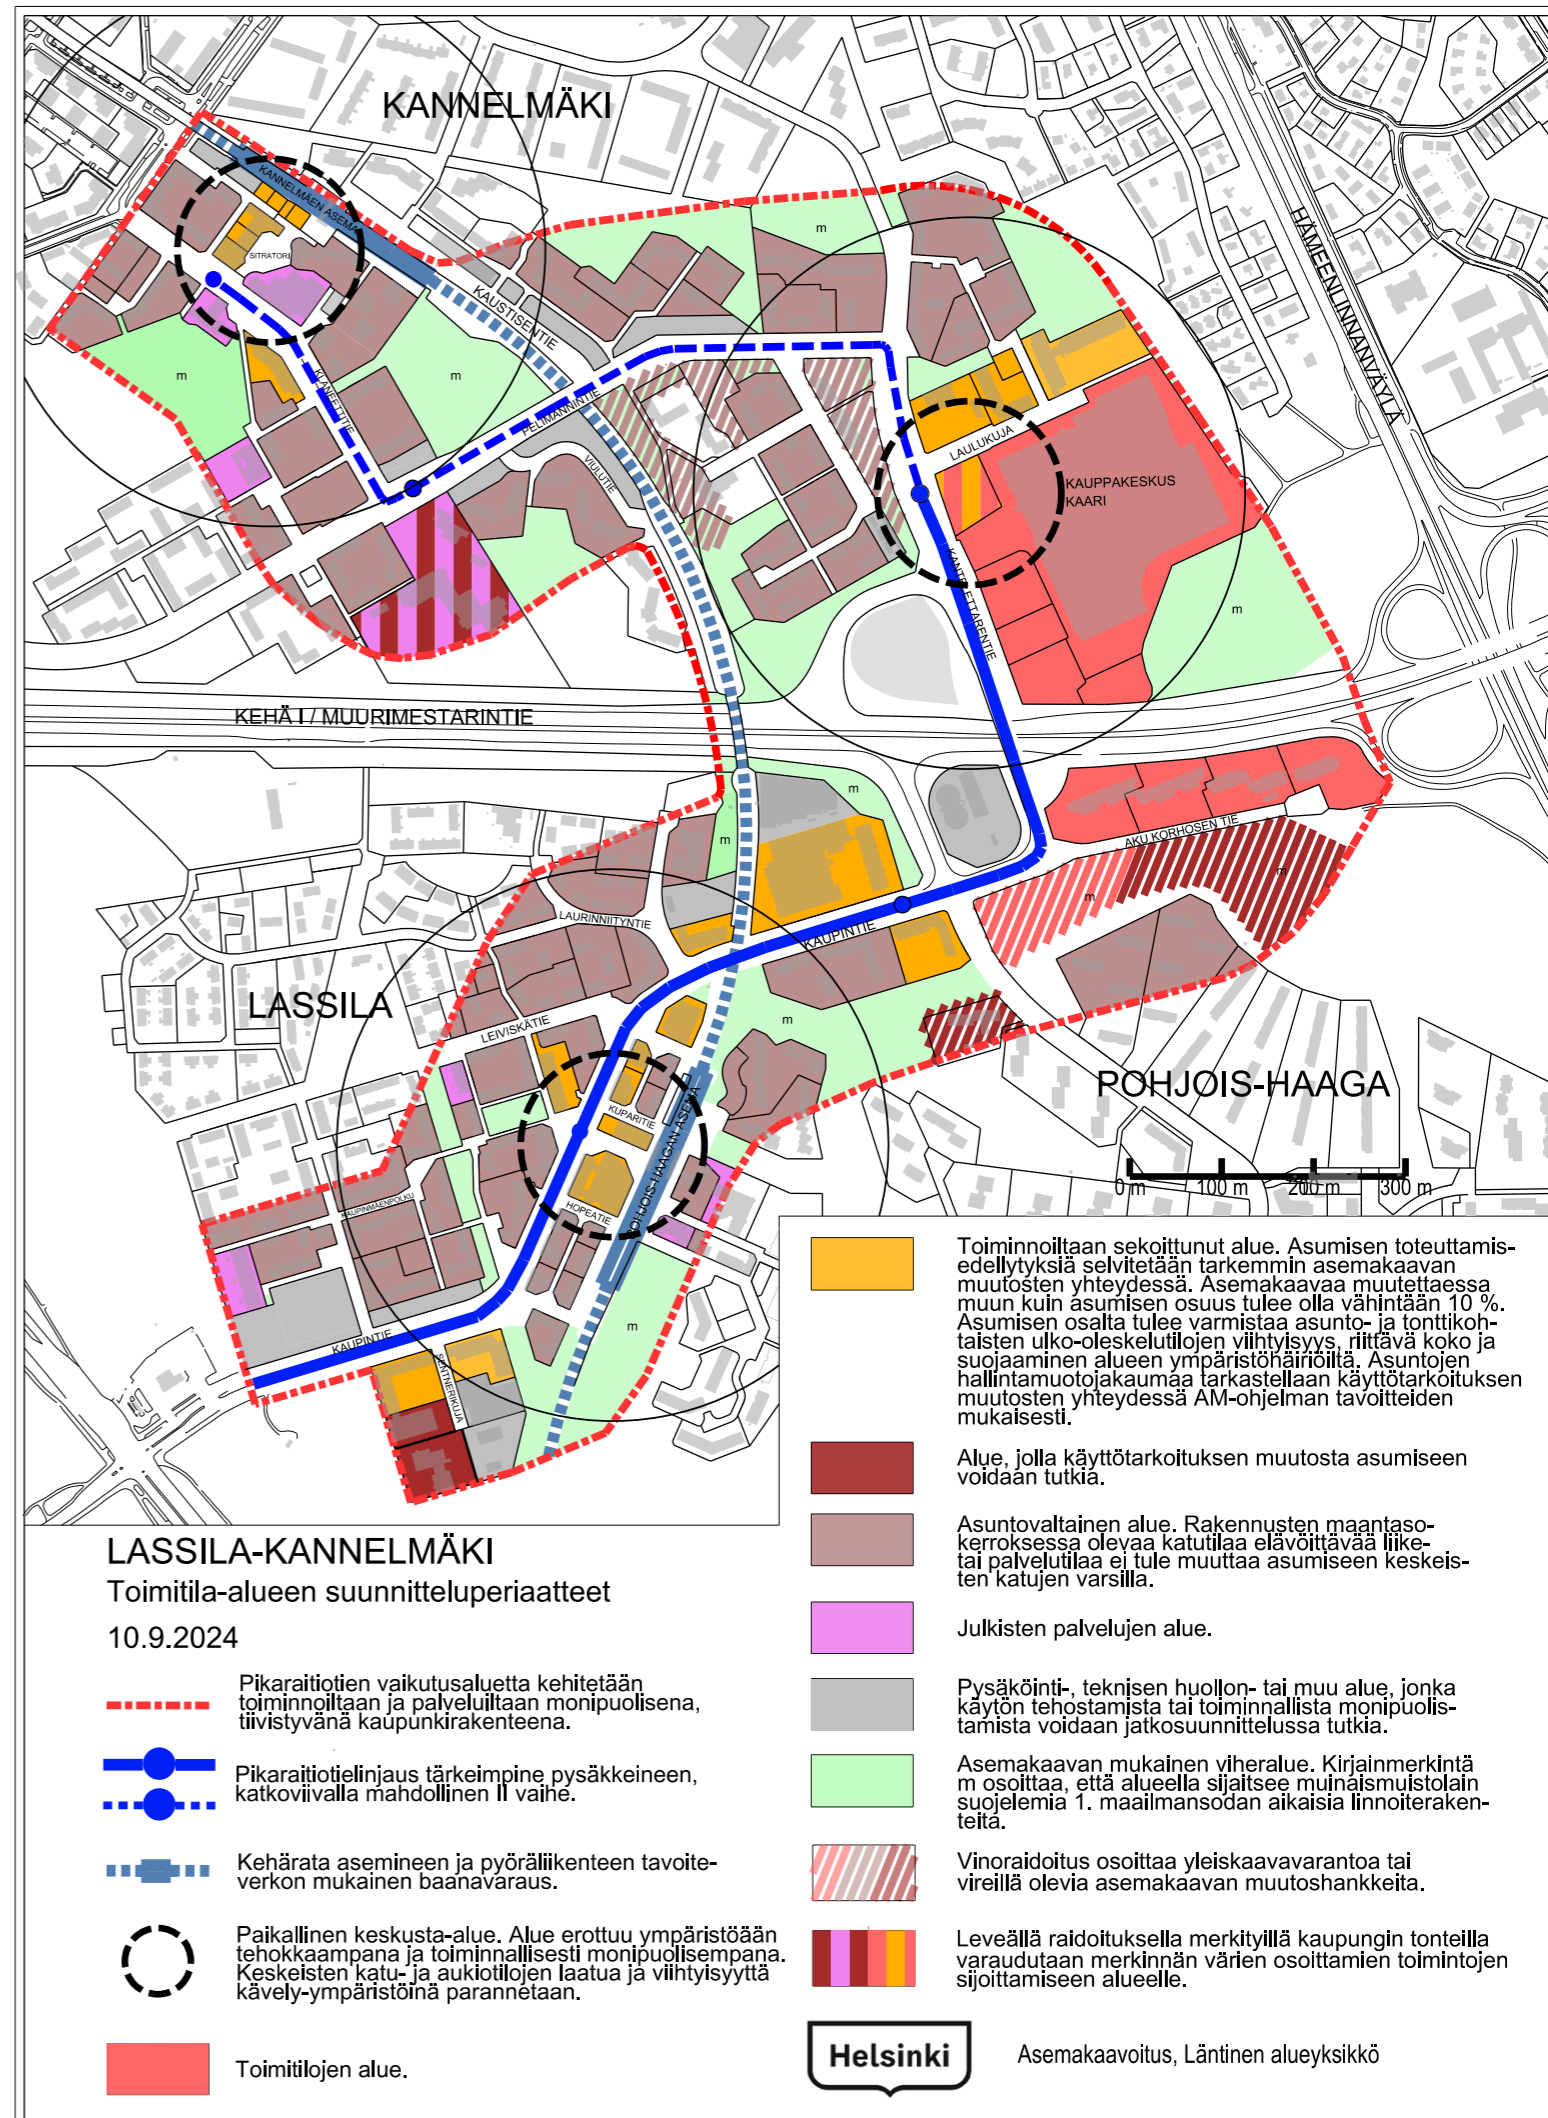 KANNELMÄKI
HÄMEENLINNANVÄYLÄ
KANNELMÄEN ASEMA
SITRATORI
m
m
m
KAUSTISENTIE
KLANEETITIE
PELIMANNINTIE
VIULUTIE
LAULUKUJA
KAUPPAKESKUS
KAARI
KANTELETTARENTIE
m
KEHÄ I / MUURIMESTARINTIE
m
m
AKU KORHOSEN TIE
m
m
LAURINNIITYNTIE
KAUPINTIE
LASSILA
LEIVISKÄTIE
m
POHJOIS-HAAGA
KUPARITIE
POHJOIS-HAAGAN ASEMA
KAUPINMÄENPOLKU
HOPEATIE
0 m 100 m 200 m 300 m
m
KAUPINTIE
SENTNERIKUJA
LASSILA-KANNELMÄKI
Toimitila-alueen suunnitteluperiaatteet
10.9.2024
Pikaraitiotien vaikutusaluetta kehitetään
toiminnoiltaan ja palveluiltaan monipuolisena,
tiivistyvänä kaupunkirakenteena.
Pikaraitiotielinjaus tärkeimpine pysäkkeineen,
katkoviivalla mahdollinen II vaihe.
Kehärata asemineen ja pyöräliikenteen tavoite-
verkon mukainen baanavaraus.
Paikallinen keskusta-alue. Alue erottuu ympäristöään
tehokkaampana ja toiminnallisesti monipuolisempana.
Keskeisten katu- ja aukiotilojen laatua ja viihtyisyyttä
kävely-ympäristöinä parannetaan.
Toimitilojen alue.
Toiminnoiltaan sekoittunut alue. Asumisen toteuttamis-
edellytyksiä selvitetään tarkemmin asemakaavan
muutosten yhteydessä. Asemakaavaa muutettaessa
muun kuin asumisen osuus tulee olla vähintään 10 %.
Asumisen osalta tulee varmistaa asunto- ja tonttikoh-
taisten ulko-oleskelutilojen viihtyisyys, riittävä koko ja
suojaaminen alueen ympäristöhäiriöiltä. Asuntojen
hallintamuotojakaumaa tarkastellaan käyttötarkoituksen
muutosten yhteydessä AM-ohjelman tavoitteiden
mukaisesti.
Alue, jolla käyttötarkoituksen muutosta asumiseen
voidaan tutkia.
Asuntovaltainen alue. Rakennusten maantaso-
kerroksessa olevaa katutilaa elävöittävää liike-
tai palvelutilaa ei tule muuttaa asumiseen keskeis-
ten katujen varsilla.
Julkisten palvelujen alue.
Pysäköinti-, teknisen huollon- tai muu alue, jonka
käytön tehostamista tai toiminnallista monipuolis-
tamista voidaan jatkosuunnittelussa tutkia.
Asemakaavan mukainen viheralue. Kirjainmerkintä
m osoittaa, että alueella sijaitsee muinaismuistolain
suojelemia 1. maailmansodan aikaisia linnoiteraken-
teita.
Vinoraidoitus osoittaa yleiskaavavarantoa tai
vireillä olevia asemakaavan muutoshankkeita.
Leveällä raidoituksella merkityillä kaupungin tonteilla
varaudutaan merkinnän värien osoittamien toimintojen
sijoittamiseen alueelle.
Helsinki
Asemakaavoitus, Läntinen alueyksikkö